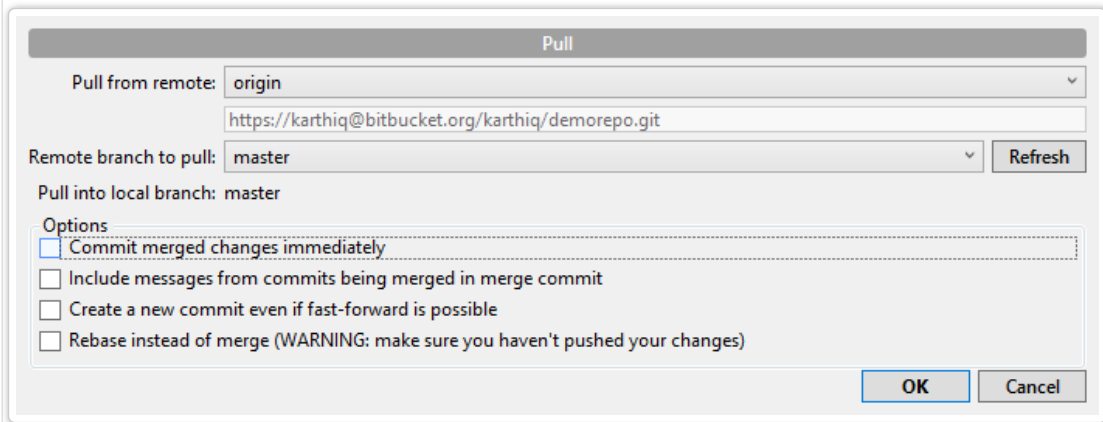 Pull
Pull from remote: origin
https://karthiq@bitbucket.org/karthiq/demorepo.git
Remote branch to pull: master Refresh
Pull into local branch: master
Options
Commit merged changes immediately
Include messages from commits being merged in merge commit
Create a new commit even if fast-forward is possible
Rebase instead of merge (WARNING: make sure you haven't pushed your changes)
OK Cancel